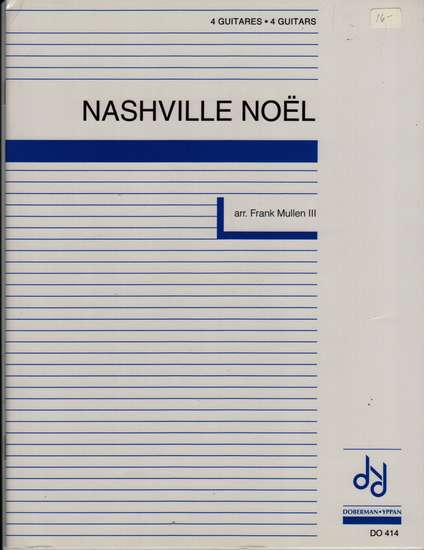 4 GUITARES • 4 GUITARS
16-
NASHVILLE NOËL
arr. Frank Mullen III
DOBERMAN • YPPAN
DO 414